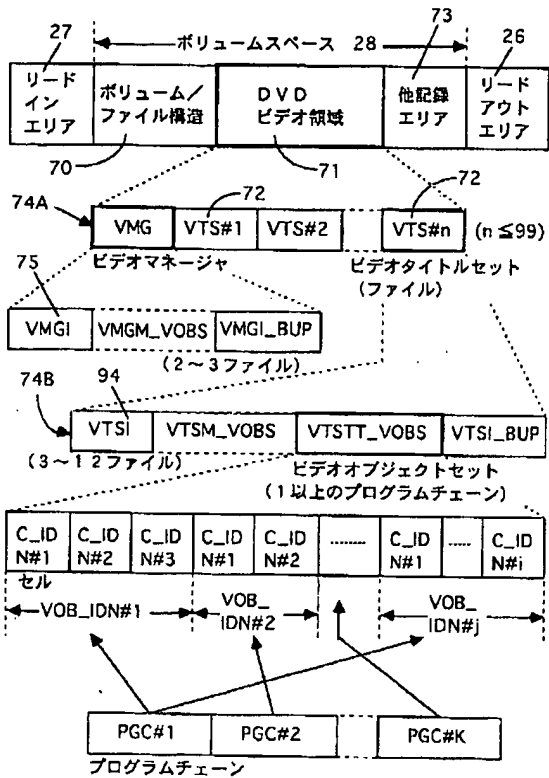 27
ボリュームスペース 28
73
26
リード
イン
エリア
ボリューム/
ファイル構造
DVD
ビデオ領域
他記録
エリア
リード
アウト
エリア
70
71
72
72
74A
VMG
VTS#1
VTS#2
VTS#n
(n≦99)
ビデオマネージャ
ビデオタイトルセット
(ファイル)
75
VMGI
VMGM_VOBS
VMGI_BUP
(2~3ファイル)
94
74B
VTSI
VTSM_VOBS
VTSTT_VOBS
VTSI_BUP
(3~12ファイル)
ビデオオブジェクトセット
(1以上のプログラムチェーン)
C_ID
N#1
C_ID
N#2
C_ID
N#3
C_ID
N#1
C_ID
N#2
........
C_ID
N#1
.....
C_ID
N#i
セル
VOB_IDN#1
VOB_
IDN#2
VOB_
IDN#j
PGC#1
PGC#2
PGC#K
プログラムチェーン